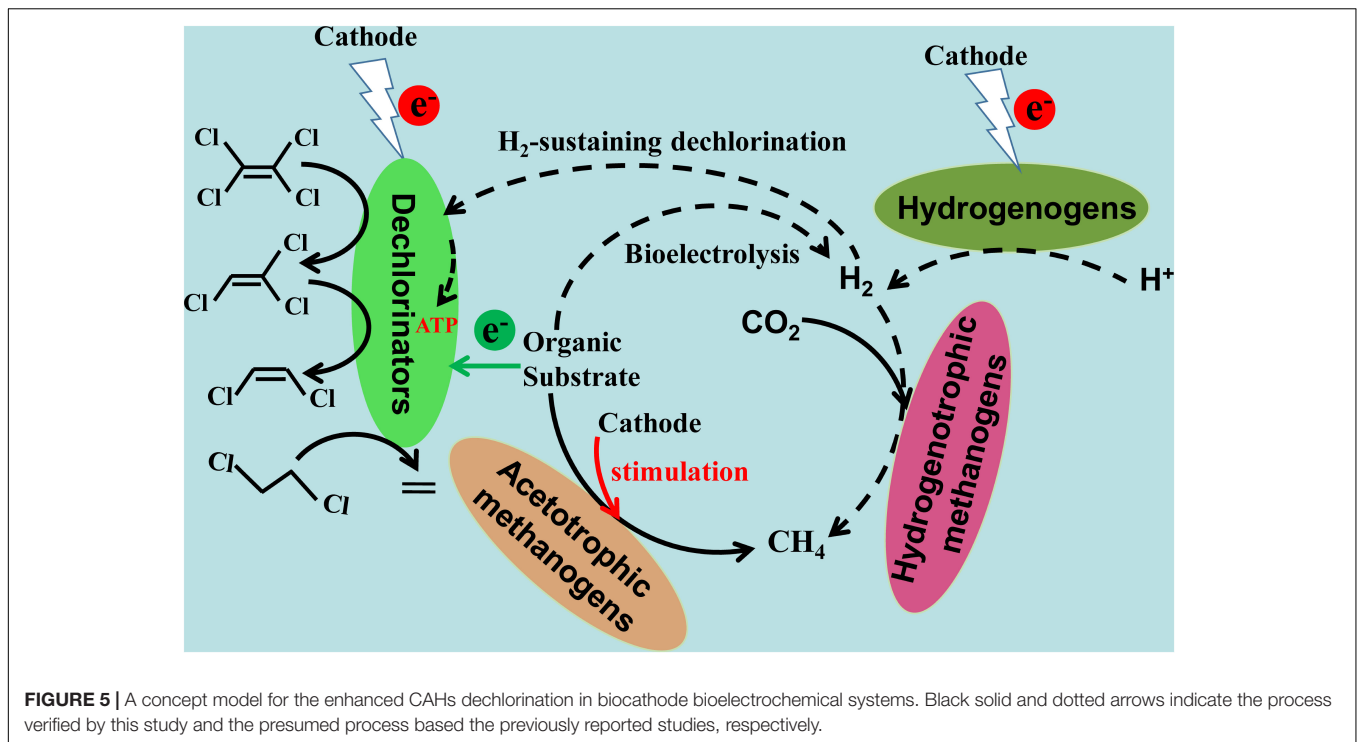 Cathode
e-
Cathode
e-
Cl
Cl
Cl
Cl
H2-sustaining dechlorination
Hydrogenogens
Dechlorinators
Bioelectrolysis
H2
H+
Cl
Cl
Cl
ATP
e-
Organic
Substrate
CO2
Cl
Cl
Cathode
stimulation
Cl
Cl
Acetotrophic
methanogens
CH4
Hydrogenotrophic
methanogens
FIGURE 5 | A concept model for the enhanced CAHs dechlorination in biocathode bioelectrochemical systems. Black solid and dotted arrows indicate the process
verified by this study and the presumed process based the previously reported studies, respectively.